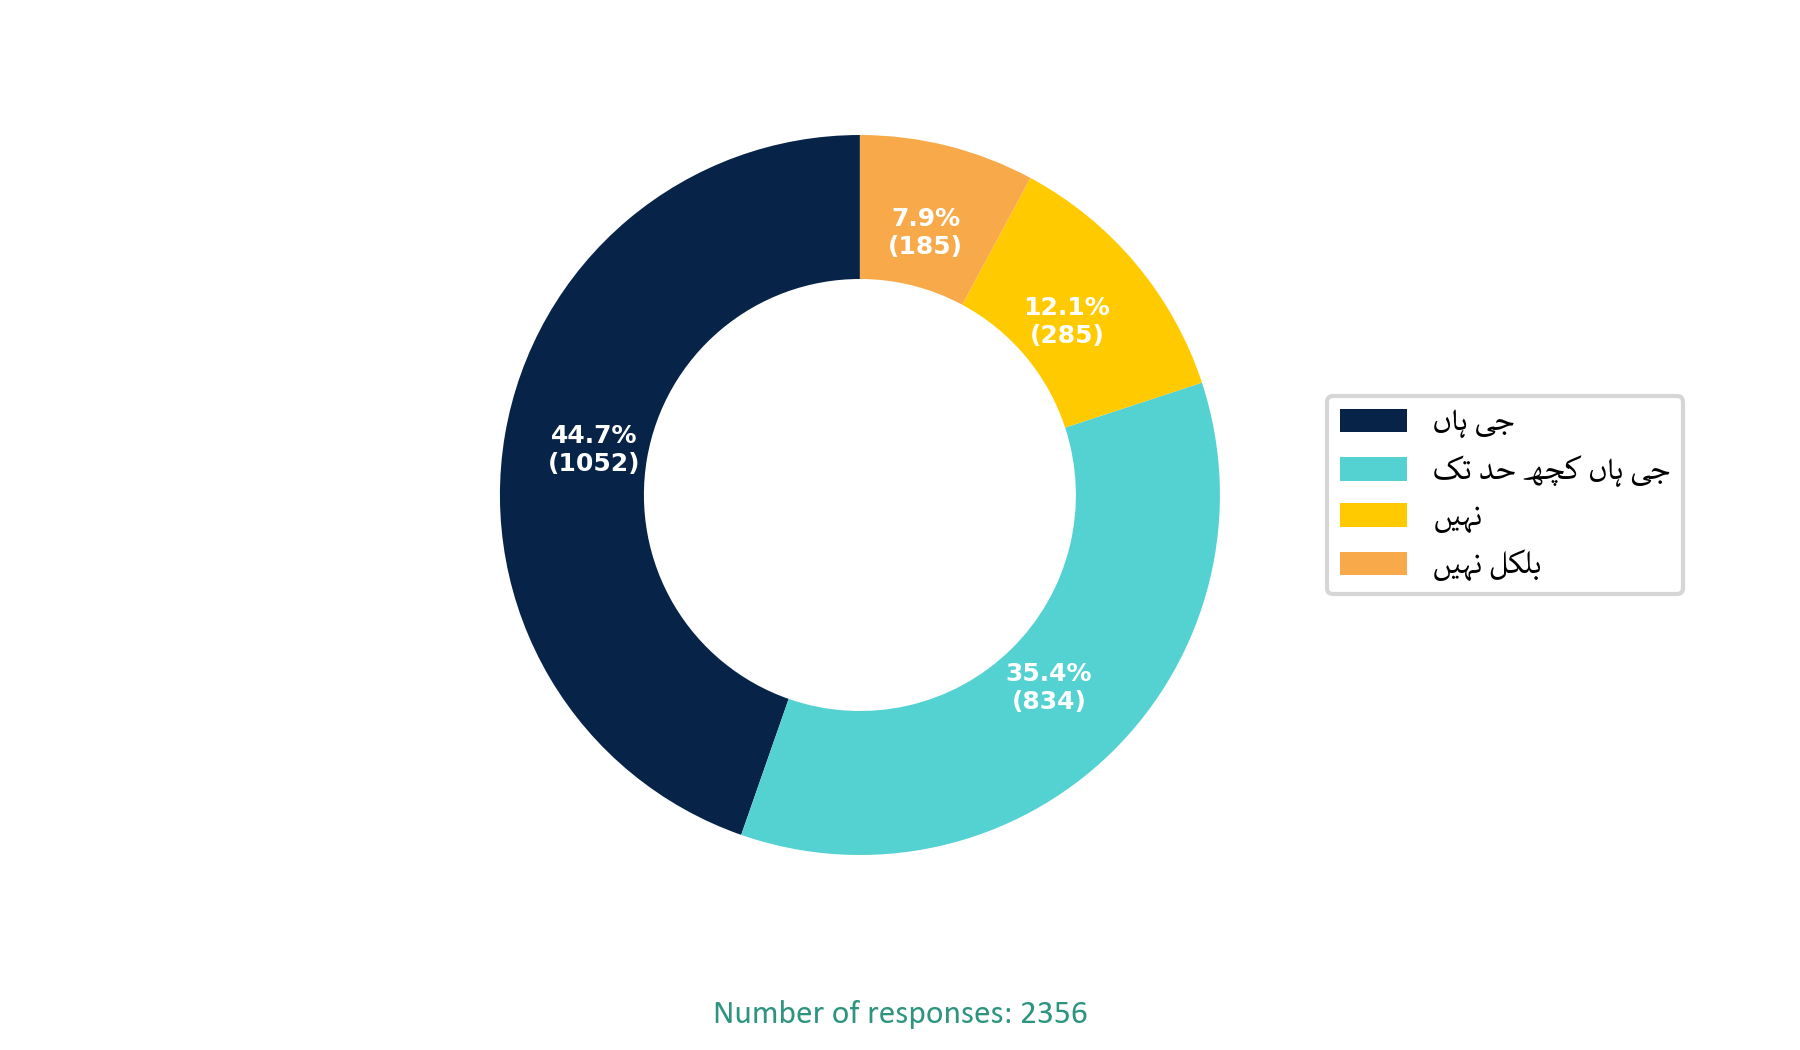 7.9%
(185)
12.1%
(285)
44.7%
(1052)
35.4%
(834)
جی ہاں
جی ہاں کچھ حد تک
نہیں
بلکل نہیں
Number of responses: 2356